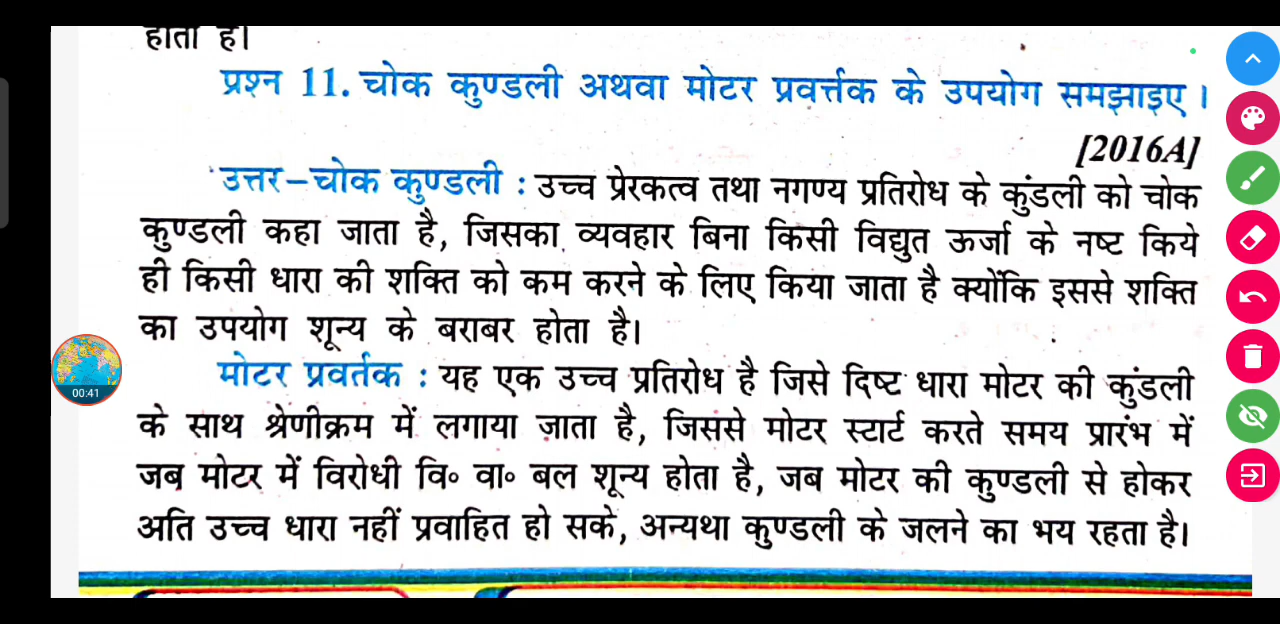 होता है।
प्रश्न 11. चोक कुण्डली अथवा मोटर प्रवर्त्तक के उपयोग समझाइए।
[2016A]
उत्तर–चोक कुण्डली : उच्च प्रेरकत्व तथा नगण्य प्रतिरोध के कुंडली को चोक
कुण्डली कहा जाता है, जिसका व्यवहार बिना किसी विद्युत ऊर्जा के नष्ट किये
ही किसी धारा की शक्ति को कम करने के लिए किया जाता है क्योंकि इससे शक्ति
का उपयोग शून्य के बराबर होता है।
मोटर प्रवर्तक : यह एक उच्च प्रतिरोध है जिसे दिष्ट धारा मोटर की कुंडली
के साथ श्रेणीक्रम में लगाया जाता है, जिससे मोटर स्टार्ट करते समय प्रारंभ में
जब मोटर में विरोधी वि० वा० बल शून्य होता है, जब मोटर की कुण्डली से होकर
अति उच्च धारा नहीं प्रवाहित हो सके, अन्यथा कुण्डली के जलने का भय रहता है।
00:41